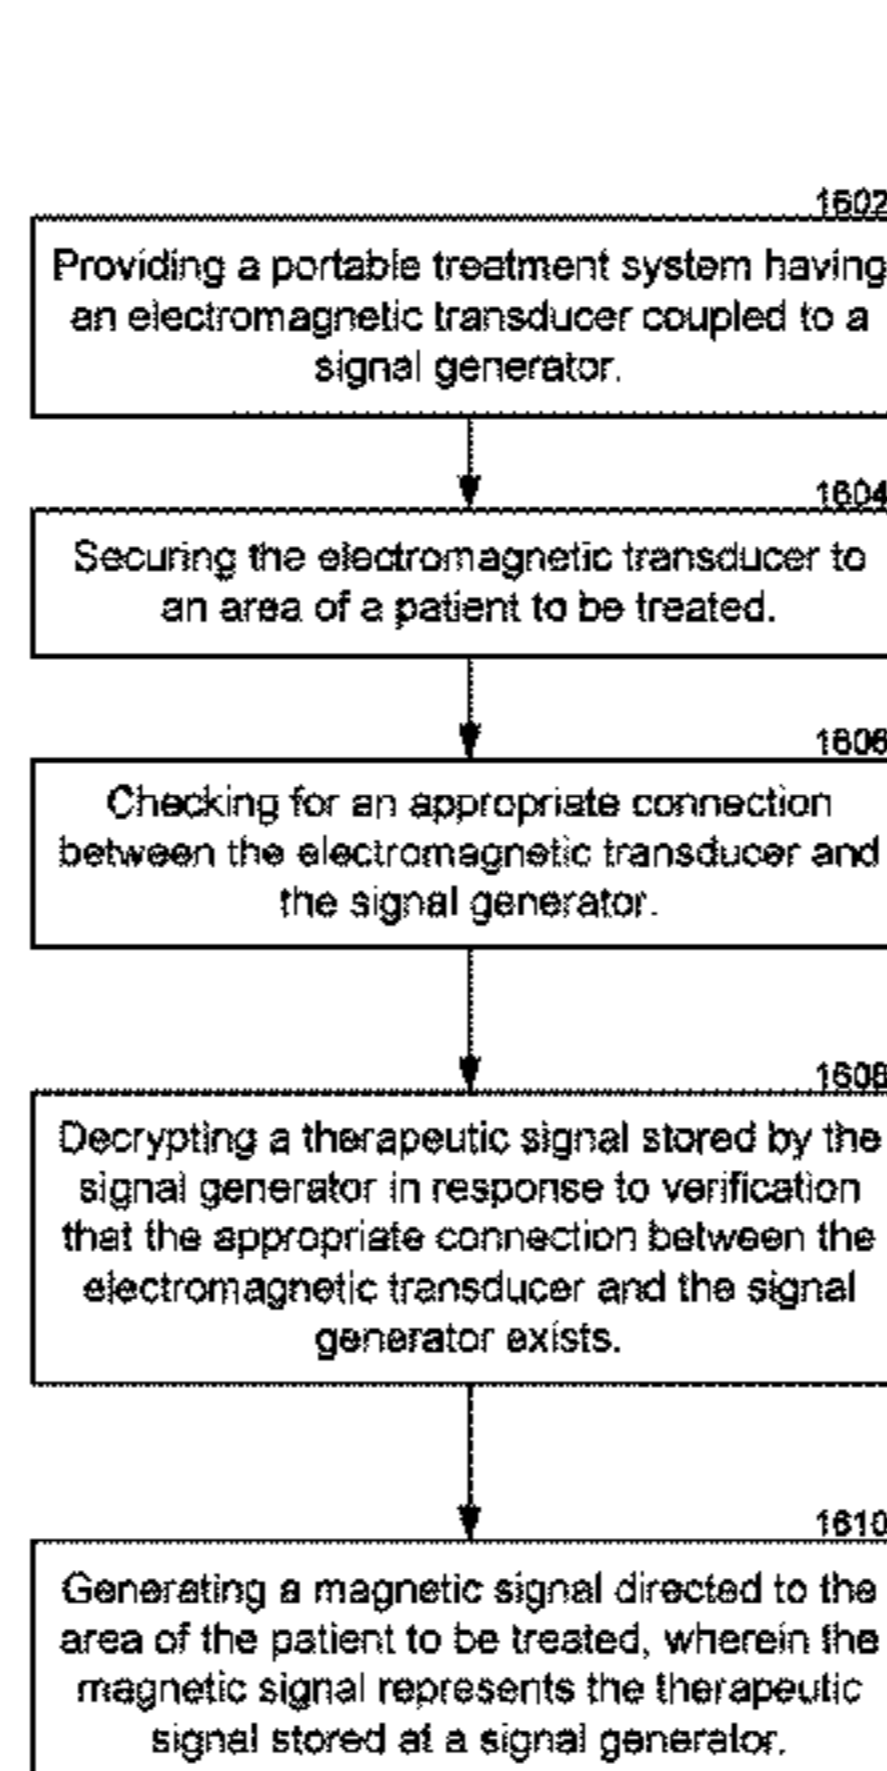 1602
Providing a portable treatment system having
an electromagnetic transducer coupled to a
signal generator.
1604
Securing the electromagnetic transducer to
an area of a patient to be treated.
1606
Checking for an appropriate connection
between the electromagnetic transducer and
the signal generator.
1608
Decrypting a therapeutic signal stored by the
signal generator in response to verification
that the appropriate connection between the
electromagnetic transducer and the signal
generator exists.
1610
Generating a magnetic signal directed to the
area of the patient to be treated, wherein the
magnetic signal represents the therapeutic
signal stored at a signal generator.